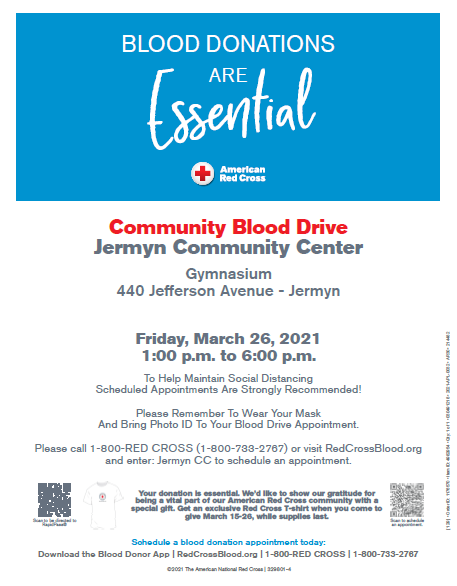 BLOOD DONATIONS
ARE
Essential
American
Red Cross
Community Blood Drive
Jermyn Community Center
Gymnasium
440 Jefferson Avenue - Jermyn
Friday, March 26, 2021
1:00 p.m. to 6:00 p.m.
To Help Maintain Social Distancing
Scheduled Appointments Are Strongly Recommended!
Please Remember To Wear Your Mask
And Bring Photo ID To Your Blood Drive Appointment.
Please call 1-800-RED CROSS (1-800-733-2767) or visit RedCrossBlood.org
and enter: Jermyn CC to schedule an appointment.
Scan to be directed to
RapidPass®
Your donation is essential. We'd like to show our gratitude for
being a vital part of our American Red Cross community with a
special gift. Get an exclusive Red Cross T-shirt when you come to
give March 15-26, while supplies last.
Scan to schedule
an appointment.
Schedule a blood donation appointment today:
Download the Blood Donor App | RedCrossBlood.org | 1-800-RED CROSS | 1-800-733-2767
©2021 The American National Red Cross | 329801-4